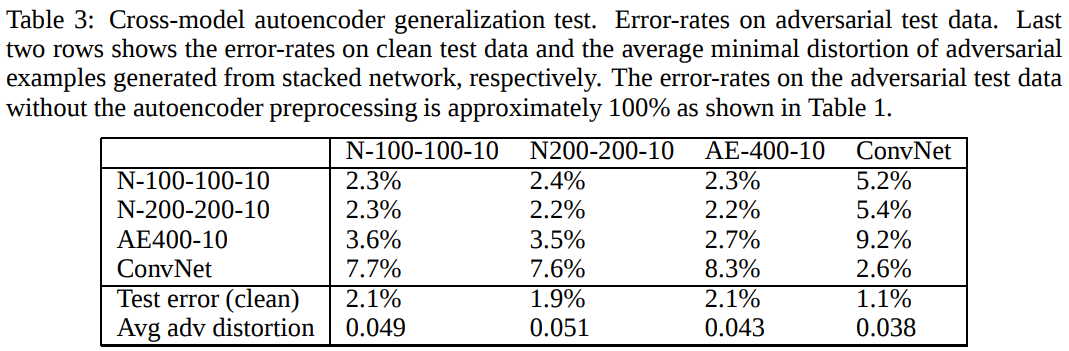 Table 3: Cross-model autoencoder generalization test. Error-rates on adversarial test data. Last
two rows shows the error-rates on clean test data and the average minimal distortion of adversarial
examples generated from stacked network, respectively. The error-rates on the adversarial test data
without the autoencoder preprocessing is approximately 100% as shown in Table 1.
N-100-100-10 N200-200-10 AE-400-10 ConvNet
N-100-100-10 2.3% 2.4% 2.3% 5.2%
N-200-200-10 2.3% 2.2% 2.2% 5.4%
AE400-10 3.6% 3.5% 2.7% 9.2%
ConvNet 7.7% 7.6% 8.3% 2.6%
Test error (clean) 2.1% 1.9% 2.1% 1.1%
Avg adv distortion 0.049 0.051 0.043 0.038